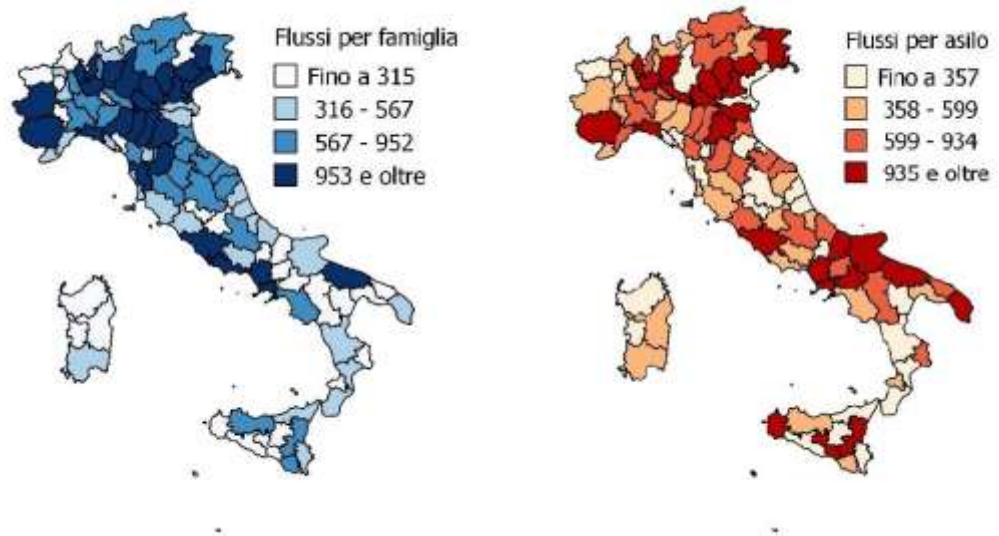 Flussi per famiglia
Fino a 315
316 - 567
567 - 952
953 e oltre
Flussi per asilo
Fino a 357
358 - 599
599 - 934
935 e oltre